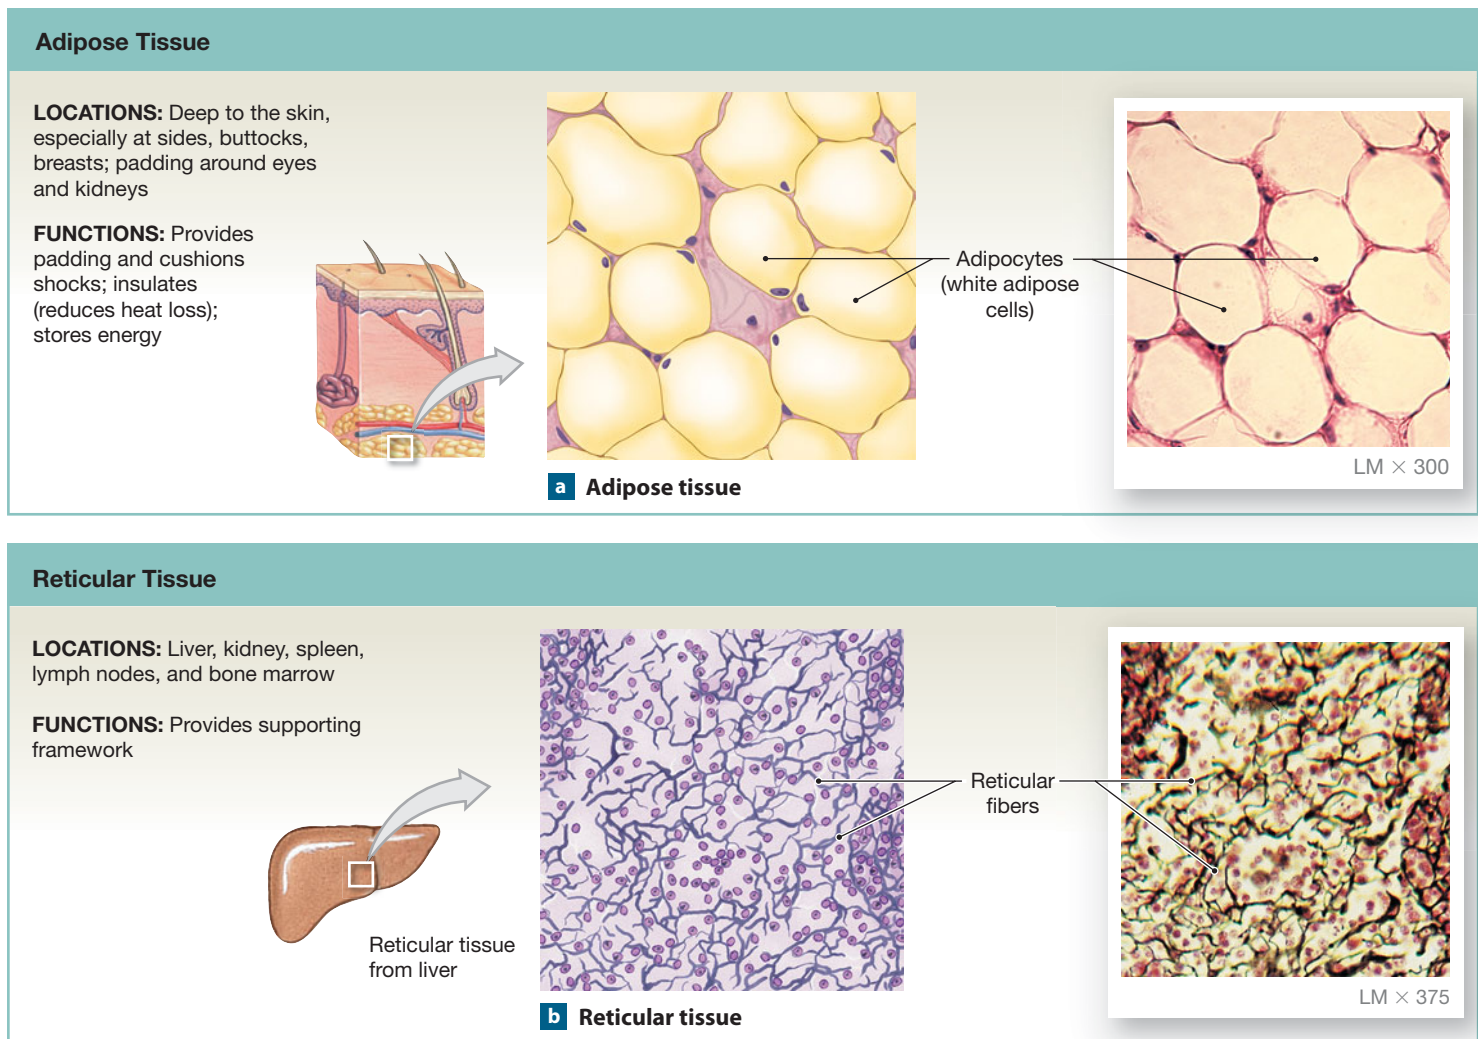 Adipose Tissue
LOCATIONS: Deep to the skin,
especially at sides, buttocks,
breasts; padding around eyes
and kidneys
FUNCTIONS: Provides
padding and cushions
shocks; insulates
(reduces heat loss);
stores energy
Adipocytes
(white adipose
cells)
LM × 300
a Adipose tissue
Reticular Tissue
LOCATIONS: Liver, kidney, spleen,
lymph nodes, and bone marrow
FUNCTIONS: Provides supporting
framework
Reticular
fibers
Reticular tissue
from liver
LM × 375
b Reticular tissue